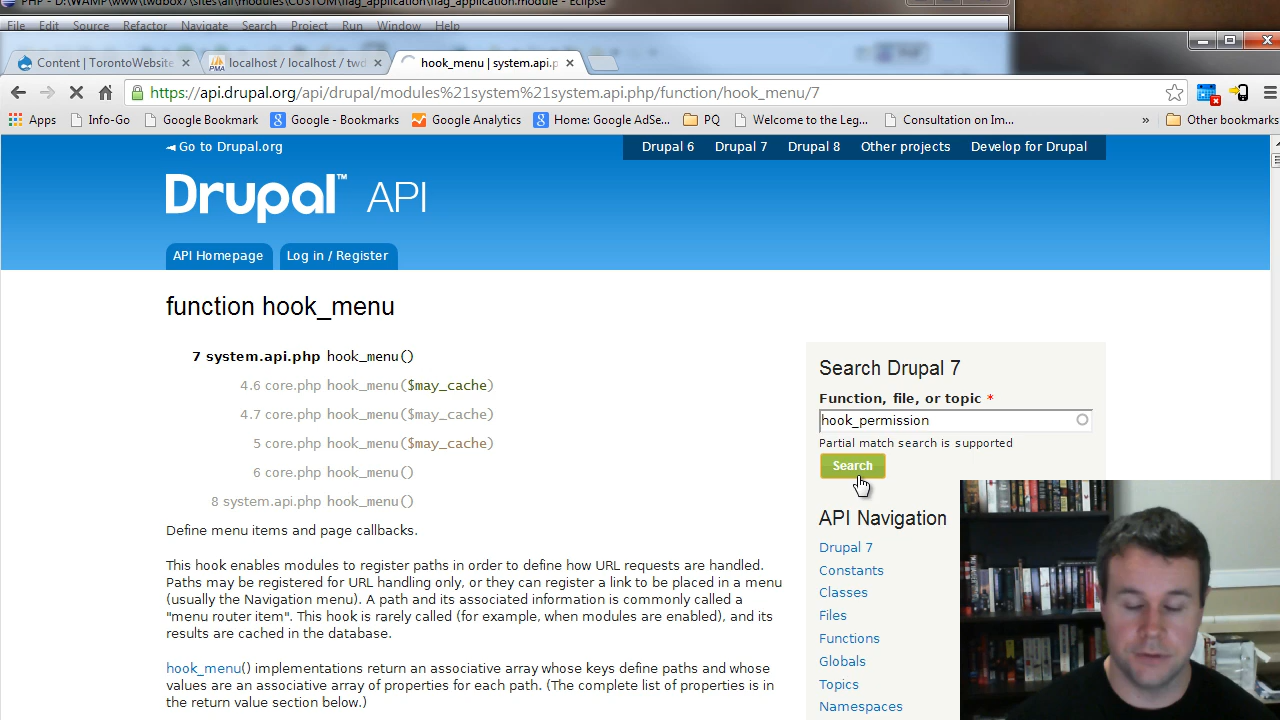 PHP - D:\WAMP\www\twdbox7\sites\all\modules\CUSTOM\flag_application\flag_application.module - Eclipse
File Edit Source Refactor Navigate Search Project Run Window Help
Content | TorontoWebsite
localhost / localhost / twd
hook_menu | system.api.p
https://api.drupal.org/api/drupal/modules%21system%21system.api.php/function/hook_menu/7
Apps Info-Go Google Bookmark Google - Bookmarks Google Analytics Home: Google AdSe... PQ Welcome to the Leg... Consultation on Im... » Other bookmarks
Go to Drupal.org
Drupal 6 Drupal 7 Drupal 8 Other projects Develop for Drupal
Drupal™ API
API Homepage Log in / Register
function hook_menu
7 system.api.php hook_menu()
4.6 core.php hook_menu($may_cache)
4.7 core.php hook_menu($may_cache)
5 core.php hook_menu($may_cache)
6 core.php hook_menu()
8 system.api.php hook_menu()
Define menu items and page callbacks.
This hook enables modules to register paths in order to define how URL requests are handled.
Paths may be registered for URL handling only, or they can register a link to be placed in a menu
(usually the Navigation menu). A path and its associated information is commonly called a
"menu router item". This hook is rarely called (for example, when modules are enabled), and its
results are cached in the database.
hook_menu() implementations return an associative array whose keys define paths and whose
values are an associative array of properties for each path. (The complete list of properties is in
the return value section below.)
Search Drupal 7
Function, file, or topic *
hook_permission
Partial match search is supported
Search
API Navigation
Drupal 7
Constants
Classes
Files
Functions
Globals
Topics
Namespaces